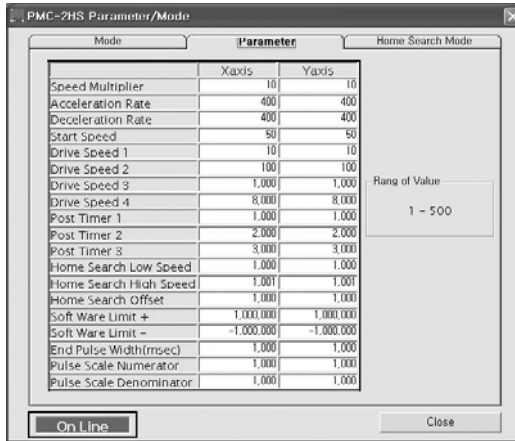 PMC-2HS Parameter/Mode
Mode Parameter Home Search Mode
Xaxis Yaxis
Speed Multiplier 10 10
Acceleration Rate 400 400
Deceleration Rate 400 400
Start Speed 50 50
Drive Speed 1 10 10
Drive Speed 2 100 100
Drive Speed 3 1,000 1,000
Drive Speed 4 8,000 8,000
Post Timer 1 1,000 1,000
Post Timer 2 2,000 2,000
Post Timer 3 3,000 3,000
Home Search Low Speed 1,000 1,000
Home Search High Speed 1,001 1,001
Home Search Offset 1,000 1,000
Soft Ware Limit + 1,000,000 1,000,000
Soft Ware Limit - -1,000,000 -1,000,000
End Pulse Width(msec) 1,000 1,000
Pulse Scale Numerator 1,000 1,000
Pulse Scale Denominator 1,000 1,000
Rang of Value
1 - 500
On Line
Close